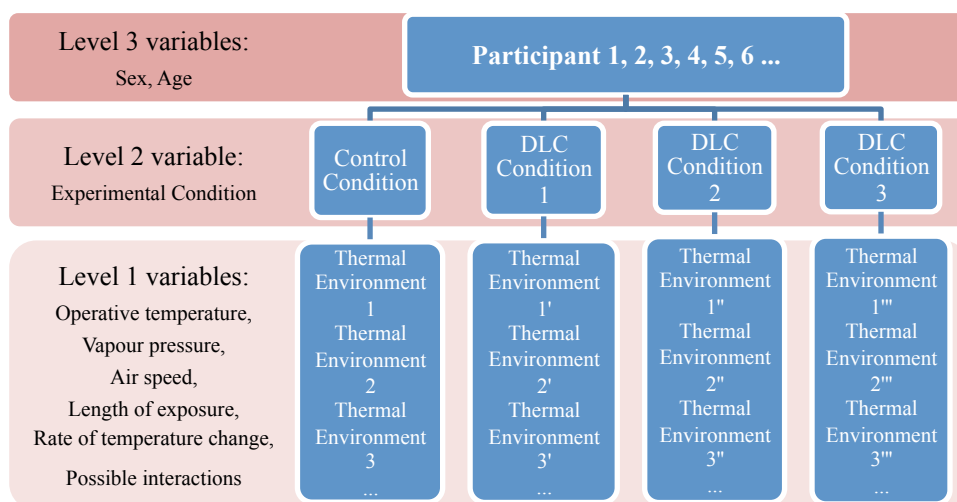 Level 3 variables:
Sex, Age
Participant 1, 2, 3, 4, 5, 6 ...
Level 2 variable:
Experimental Condition
Control
Condition
DLC
Condition
1
DLC
Condition
2
DLC
Condition
3
Level 1 variables:
Operative temperature,
Vapour pressure,
Air speed,
Length of exposure,
Rate of temperature change,
Possible interactions
Thermal
Environment
1
Thermal
Environment
2
Thermal
Environment
3
...
Thermal
Environment
1'
Thermal
Environment
2'
Thermal
Environment
3'
...
Thermal
Environment
1"
Thermal
Environment
2"
Thermal
Environment
3"
...
Thermal
Environment
1'"
Thermal
Environment
2'"
Thermal
Environment
3'"
...